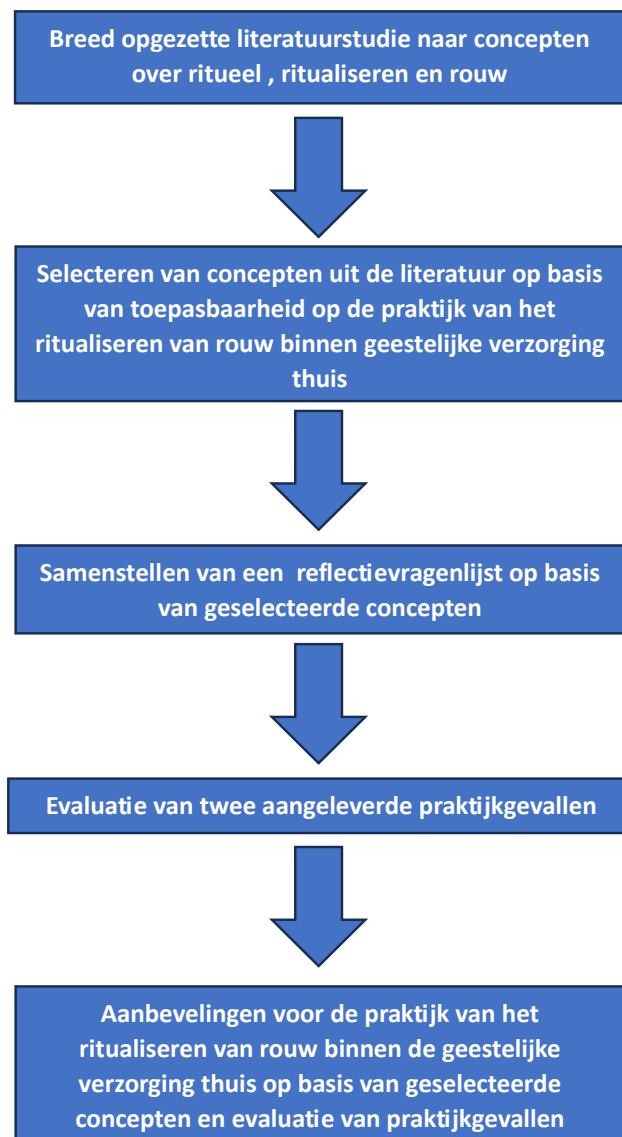 Breed opgezette literatuurstudie naar concepten
over ritueel , ritualiseren en rouw
Selecteren van concepten uit de literatuur op basis
van toepasbaarheid op de praktijk van het
ritualiseren van rouw binnen geestelijke verzorging
thuis
Samenstellen van een  reflectievragenlijst op basis
van geselecteerde concepten
Evaluatie van twee aangeleverde praktijkgevallen
Aanbevelingen voor de praktijk van het
ritualiseren van rouw binnen de geestelijke
verzorging thuis op basis van geselecteerde
concepten en evaluatie van praktijkgevallen